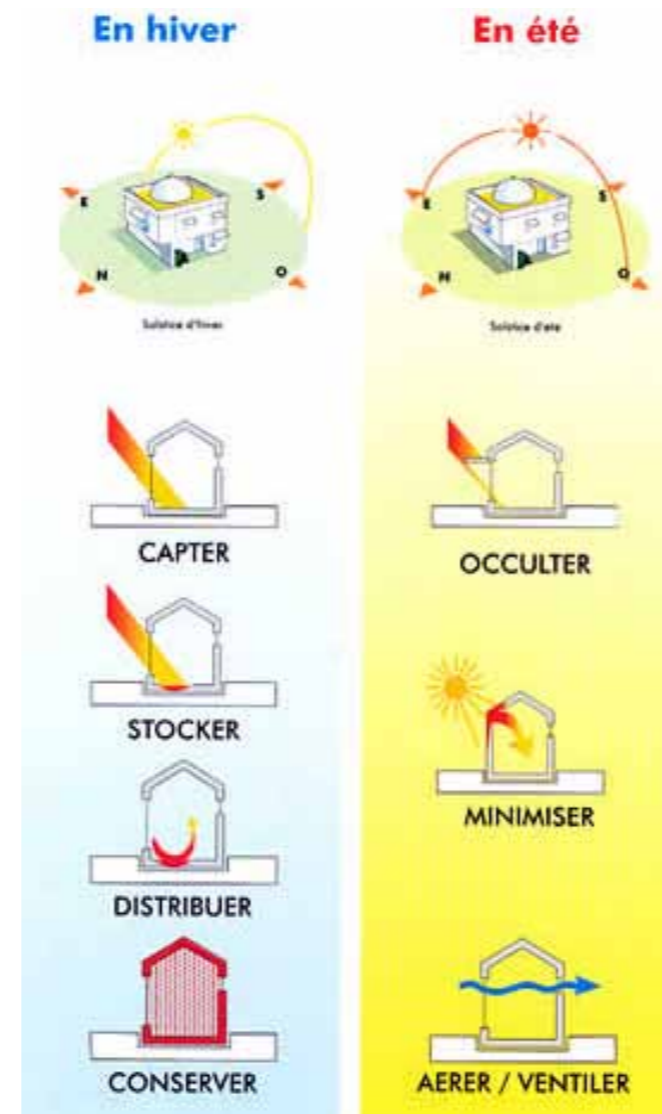 En hiver
E
S
N
O
Solstice d'hiver
CAPTER
STOCKER
DISTRIBUER
CONSERVER
En été
E
S
N
O
Solstice d'été
OCCULTER
MINIMISER
AERER / VENTILER